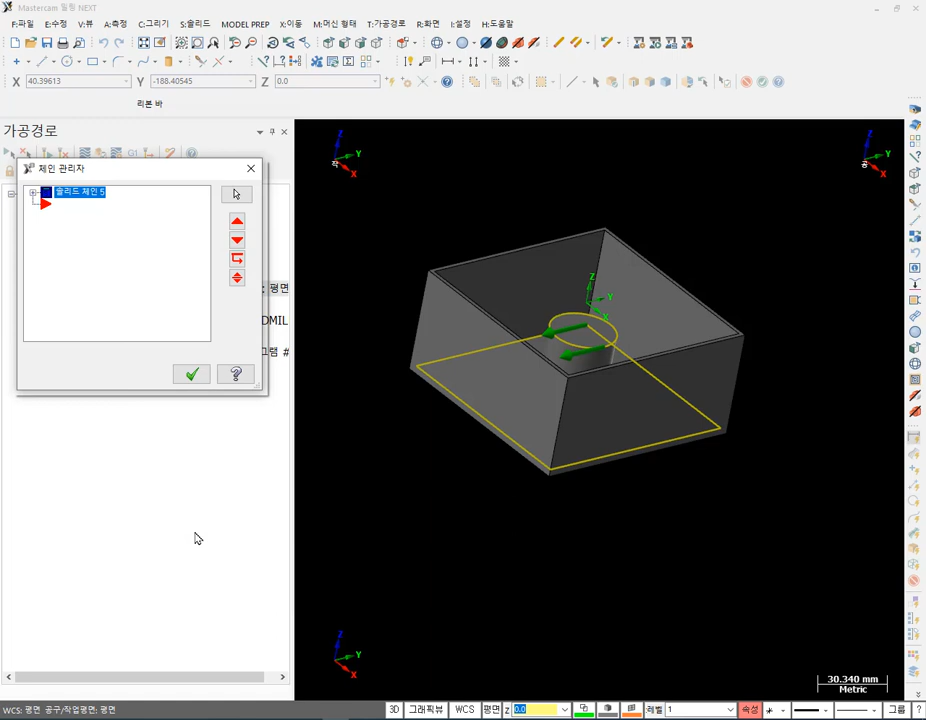 Mastercam 밀링 NEXT
F:파일 E:수정 V:뷰 A:측정 C:그리기 S:솔리드 MODEL PREP X:이동 M:머신 형태 T:가공경로 R:화면 I:설정 H:도움말
X 40.39613 Y -188.40545 Z 0.0
리본 바
가공경로
G1
체인 관리자
솔리드 체인 5
: 평면
DMIL
그램 #
Z
Y
X
Z
Y
X
Z
Y
X
Z
Y
X
30.340 mm
Metric
WCS: 평면 공구/작업평면: 평면
3D 그래픽뷰 WCS 평면 Z 0.0 레벨 1 속성 그룹 ?